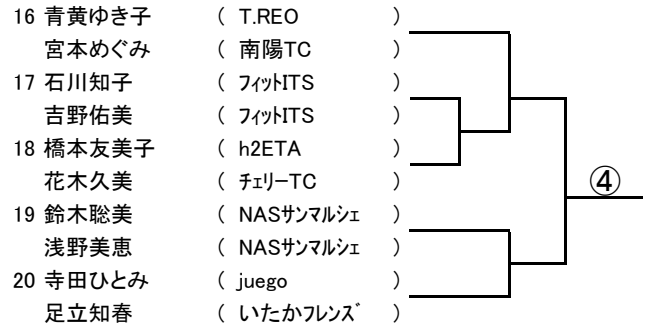 16 青黄ゆき子 ( T.REO )
宮本めぐみ ( 南陽TC )
17 石川知子 ( フィットITS )
吉野佑美 ( フィットITS )
18 橋本友美子 ( h2ETA )
花木久美 ( チェリーTC )
19 鈴木聡美 ( NASサンマルシェ )
浅野美恵 ( NASサンマルシェ )
20 寺田ひとみ ( juego )
足立知春 ( いたかフレンズ )
④